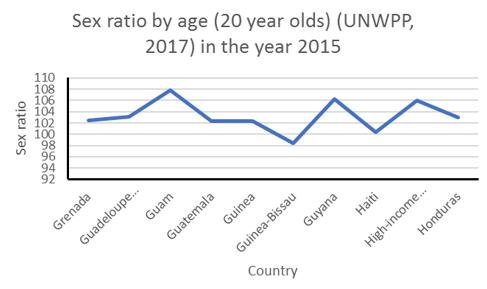 Sex ratio by age (20 year olds) (UNWPP,
2017) in the year 2015
110
108
106
104
102
100
98
96
94
92
Sex ratio
Grenada
Guadeloupe...
Guam
Guatemala
Guinea
Guinea-Bissau
Guyana
Haiti
High-income...
Honduras
Country